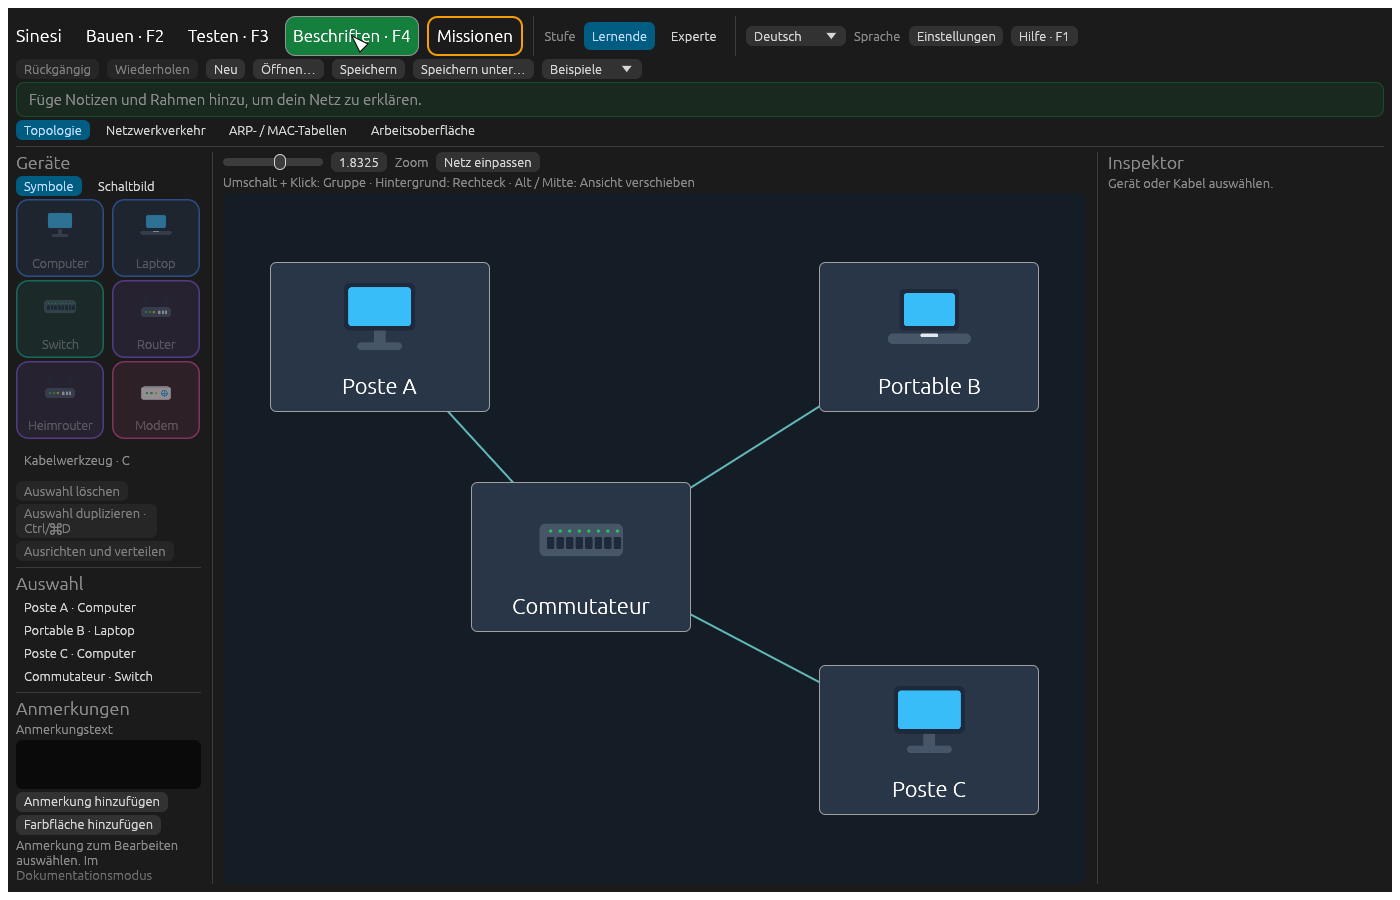 Sinesi Bauen · F2 Testen · F3 Beschriften · F4 Missionen Stufe Lernende Experte Deutsch Sprache Einstellungen Hilfe · F1
Rückgängig Wiederholen Neu Öffnen... Speichern Speichern unter... Beispiele
Füge Notizen und Rahmen hinzu, um dein Netz zu erklären.
Topologie Netzwerkverkehr ARP- / MAC-Tabellen Arbeitsoberfläche
Geräte
Symbole Schaltbild
Computer Laptop
Switch Router
Heimrouter Modem
Kabelwerkzeug · C
Auswahl löschen
Auswahl duplizieren ·
Ctrl/⌘D
Ausrichten und verteilen
Auswahl
Poste A · Computer
Portable B · Laptop
Poste C · Computer
Commutateur · Switch
Anmerkungen
Anmerkungstext
Anmerkung hinzufügen
Farbfläche hinzufügen
Anmerkung zum Bearbeiten
auswählen. Im
Dokumentationsmodus
1.8325 Zoom Netz einpassen
Umschalt + Klick: Gruppe · Hintergrund: Rechteck · Alt / Mitte: Ansicht verschieben
Poste A
Portable B
Commutateur
Poste C
Inspektor
Gerät oder Kabel auswählen.